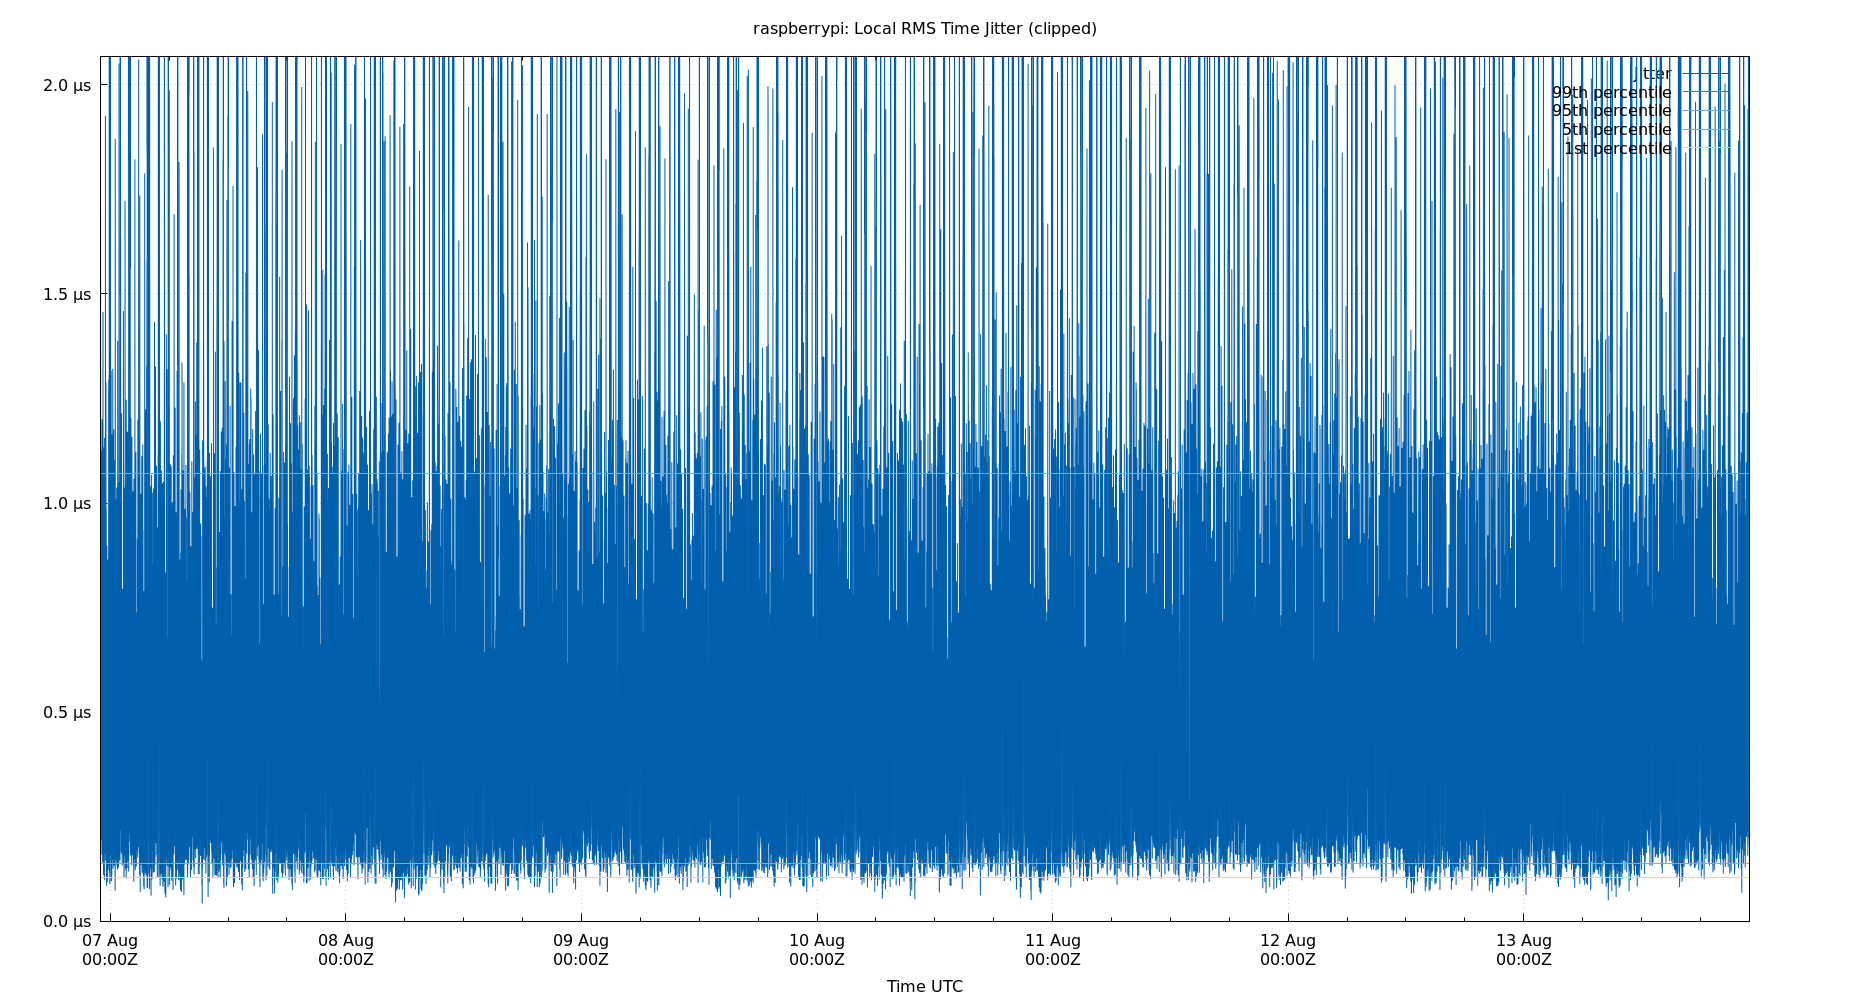 raspberrypi: Local RMS Time Jitter (clipped)
jitter
99th percentile
95th percentile
5th percentile
1st percentile
2.0 µs
1.5 µs
1.0 µs
0.5 µs
0.0 µs
07 Aug 08 Aug 09 Aug 10 Aug 11 Aug 12 Aug 13 Aug
00:00Z 00:00Z 00:00Z 00:00Z 00:00Z 00:00Z 00:00Z
Time UTC